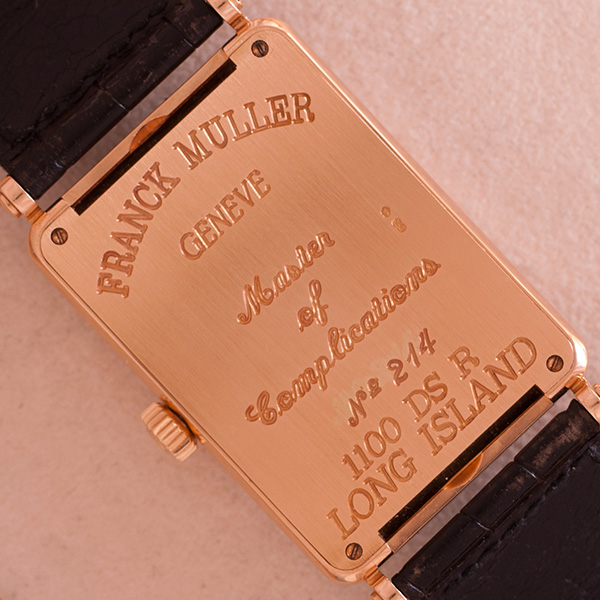 FRANCK MULLER
GENEVE
Master
of
Complications
Nº 214
1100 DS R
LONG ISLAND